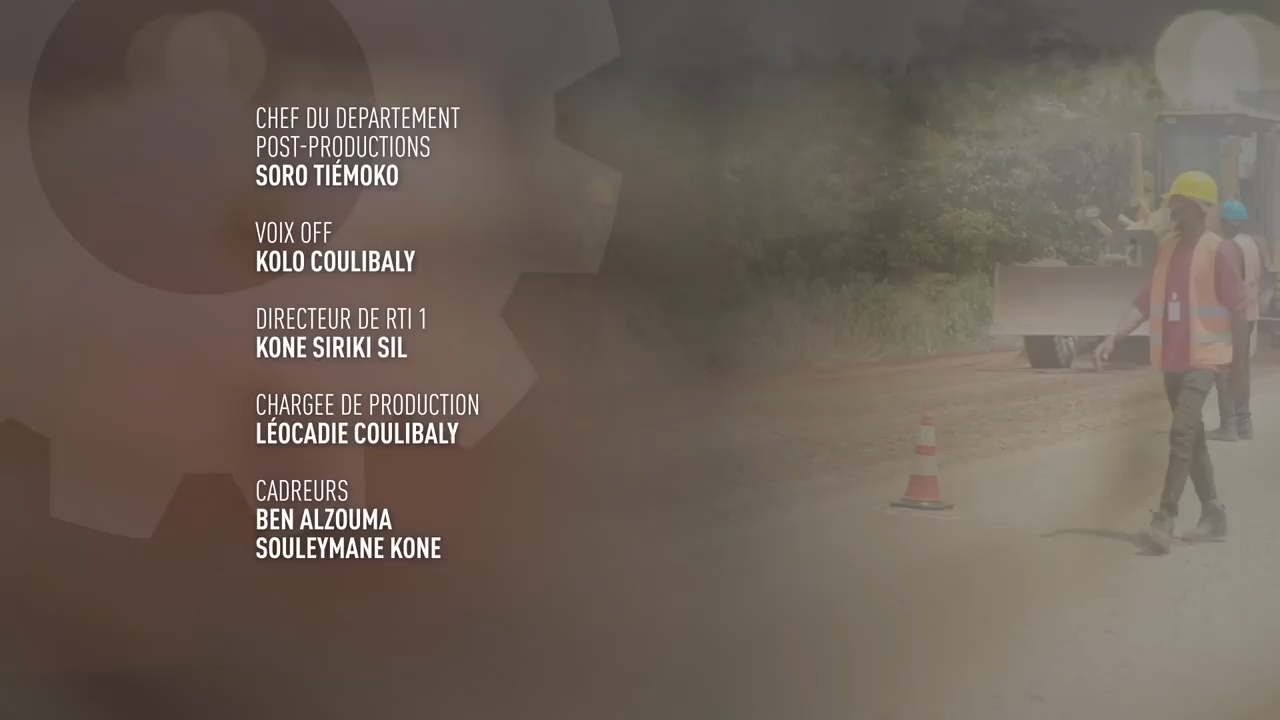 CHEF DU DEPARTEMENT
POST-PRODUCTIONS
SORO TIÉMOKO
VOIX OFF
KOLO COULIBALY
DIRECTEUR DE RTI 1
KONE SIRIKI SIL
CHARGEE DE PRODUCTION
LÉOCADIE COULIBALY
CADREURS
BEN ALZOUMA
SOULEYMANE KONE